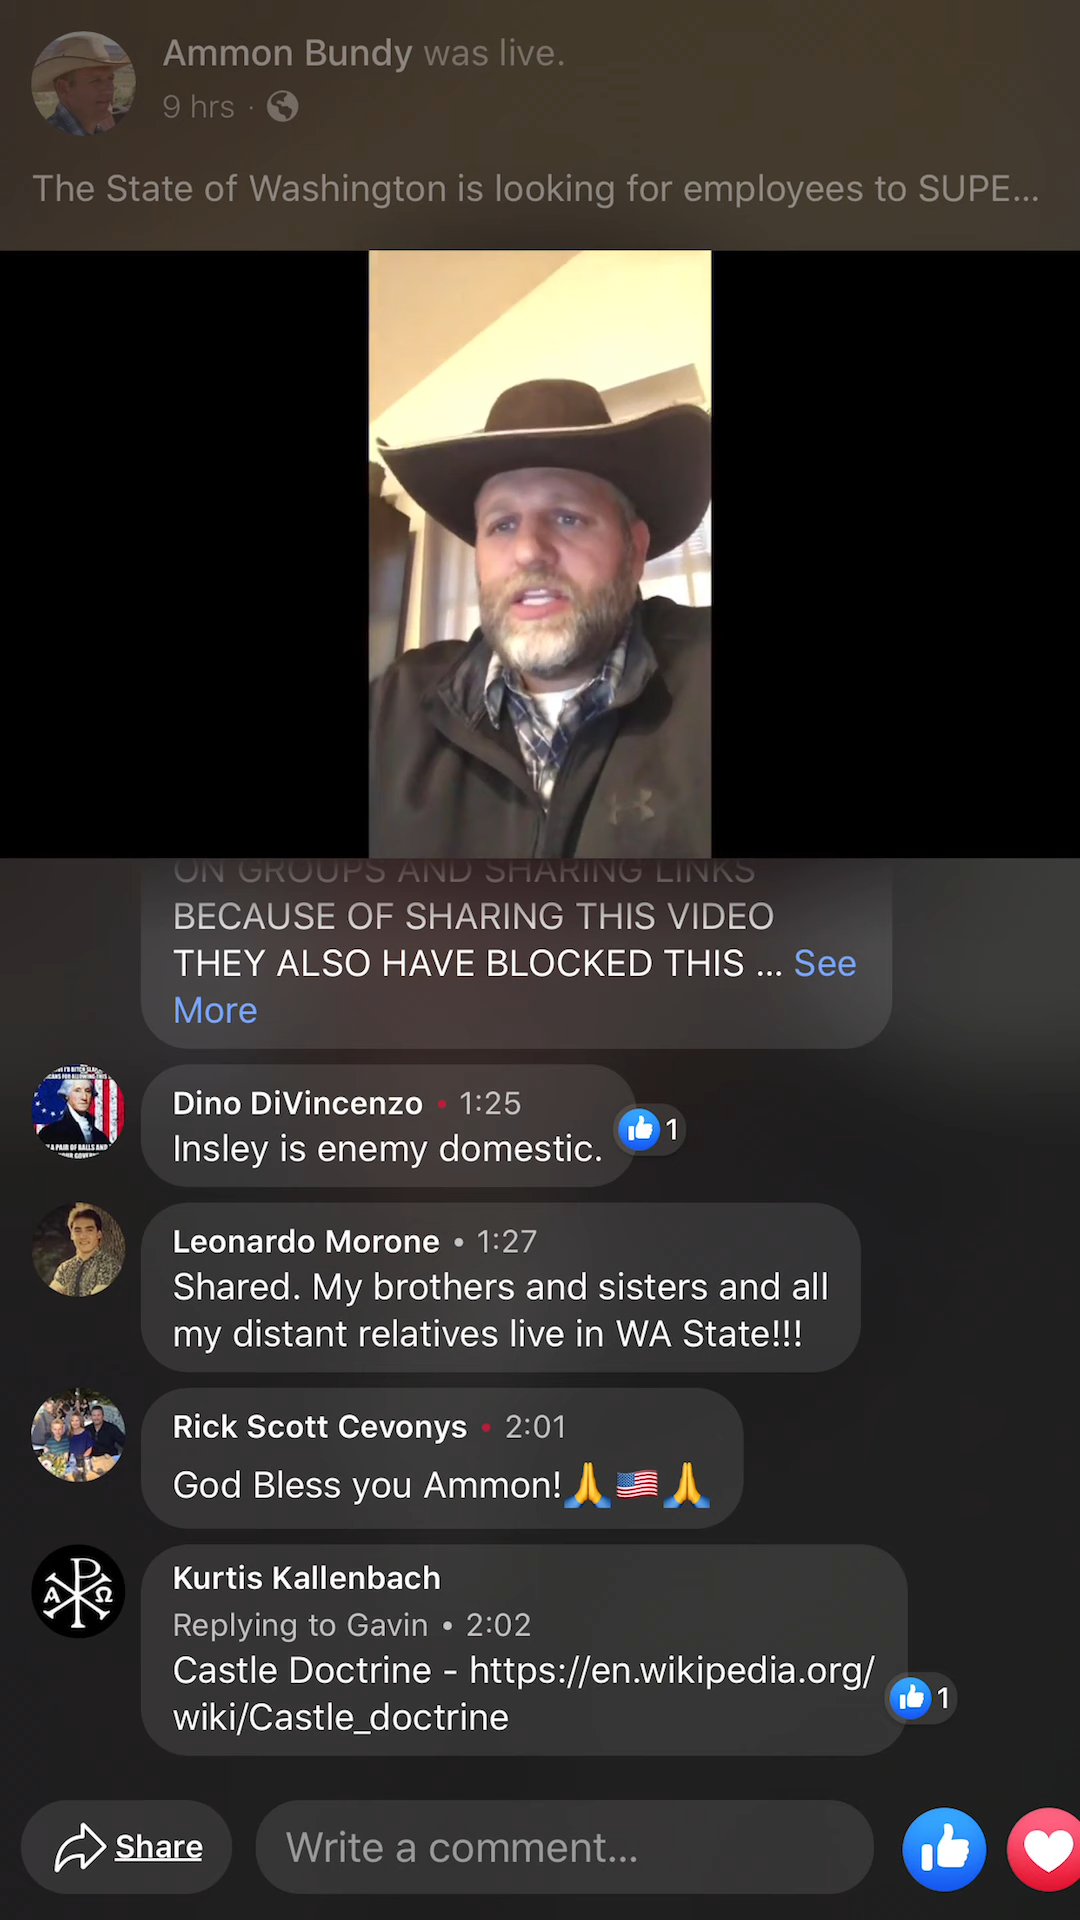 Ammon Bundy was live.
9 hrs ·
The State of Washington is looking for employees to SUPE...
ON GROUPS AND SHARING LINKS
BECAUSE OF SHARING THIS VIDEO
THEY ALSO HAVE BLOCKED THIS ... See
More
Dino DiVincenzo • 1:25
Insley is enemy domestic.
1
Leonardo Morone • 1:27
Shared. My brothers and sisters and all
my distant relatives live in WA State!!!
Rick Scott Cevonys • 2:01
God Bless you Ammon!🙏🇺🇸🙏
Kurtis Kallenbach
Replying to Gavin • 2:02
Castle Doctrine - https://en.wikipedia.org/
wiki/Castle_doctrine
1
Share
Write a comment...